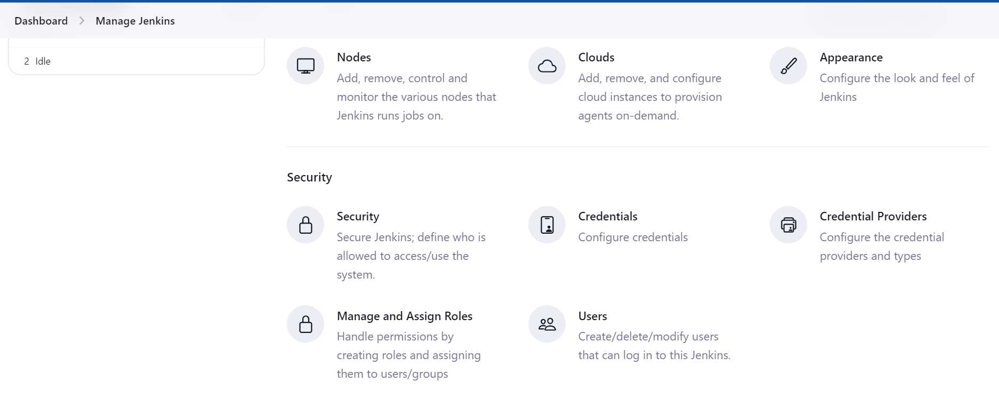 Dashboard > Manage Jenkins
2 Idle
Nodes
Add, remove, control and
monitor the various nodes that
Jenkins runs jobs on.
Clouds
Add, remove, and configure
cloud instances to provision
agents on-demand.
Appearance
Configure the look and feel of
Jenkins
Security
Security
Secure Jenkins; define who is
allowed to access/use the
system.
Credentials
Configure credentials
Credential Providers
Configure the credential
providers and types
Manage and Assign Roles
Handle permissions by
creating roles and assigning
them to users/groups
Users
Create/delete/modify users
that can log in to this Jenkins.